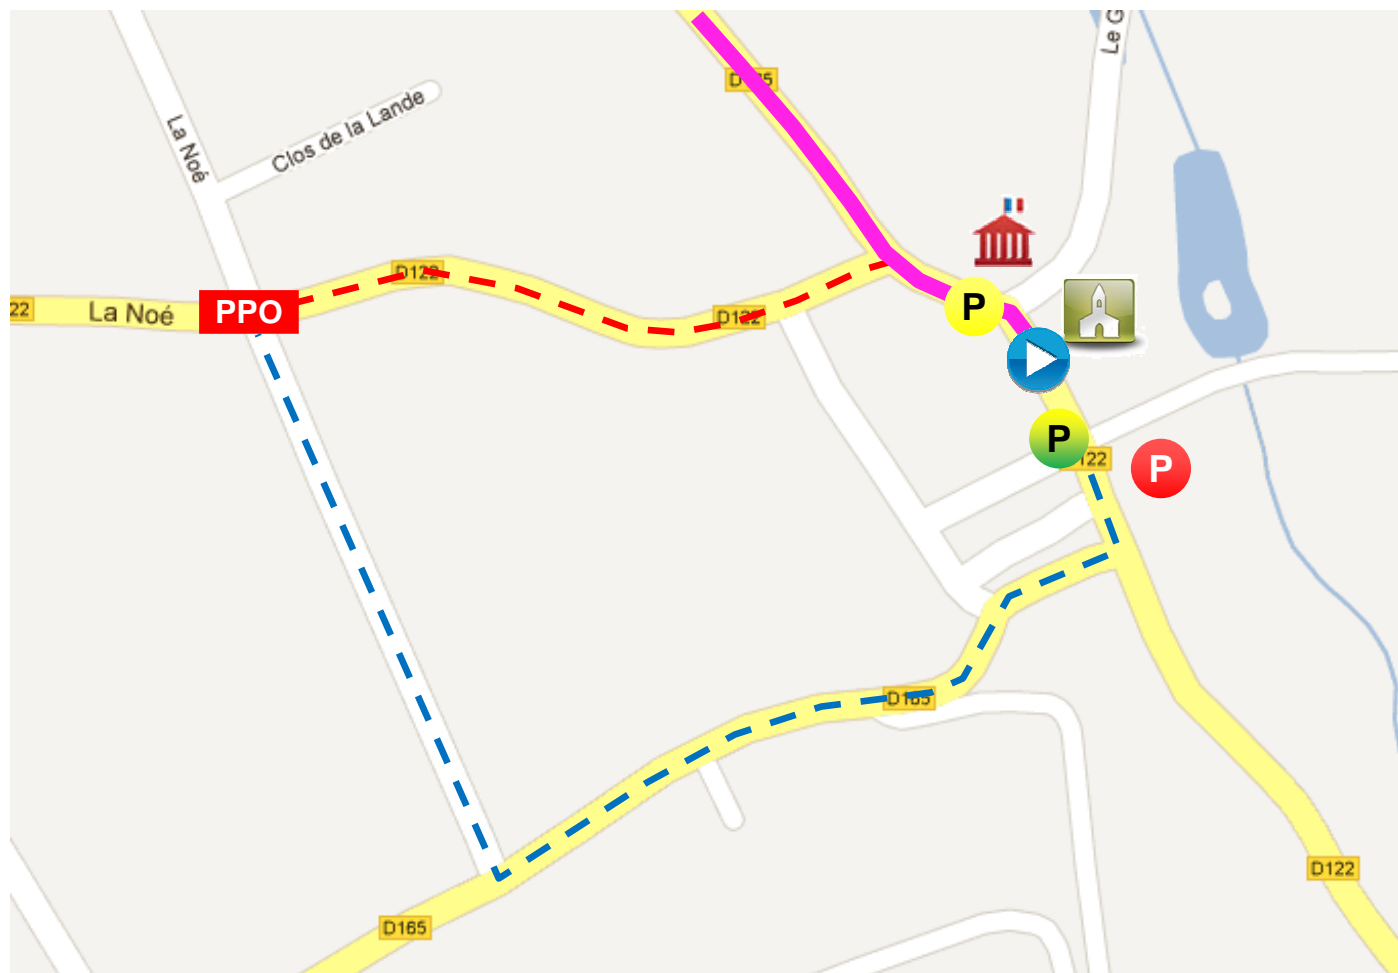 Le G
D165
La Noé
Clos de la Lande
D122
22
La Noé
PPO
D122
P
P
122
P
D165
D122
D165